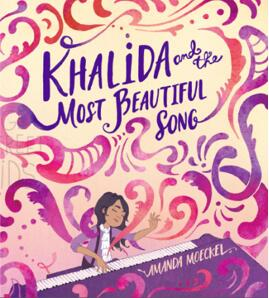 KHALIDA and the
MOST BEAUTIFUL
SONG
AMANDA MOECKEL